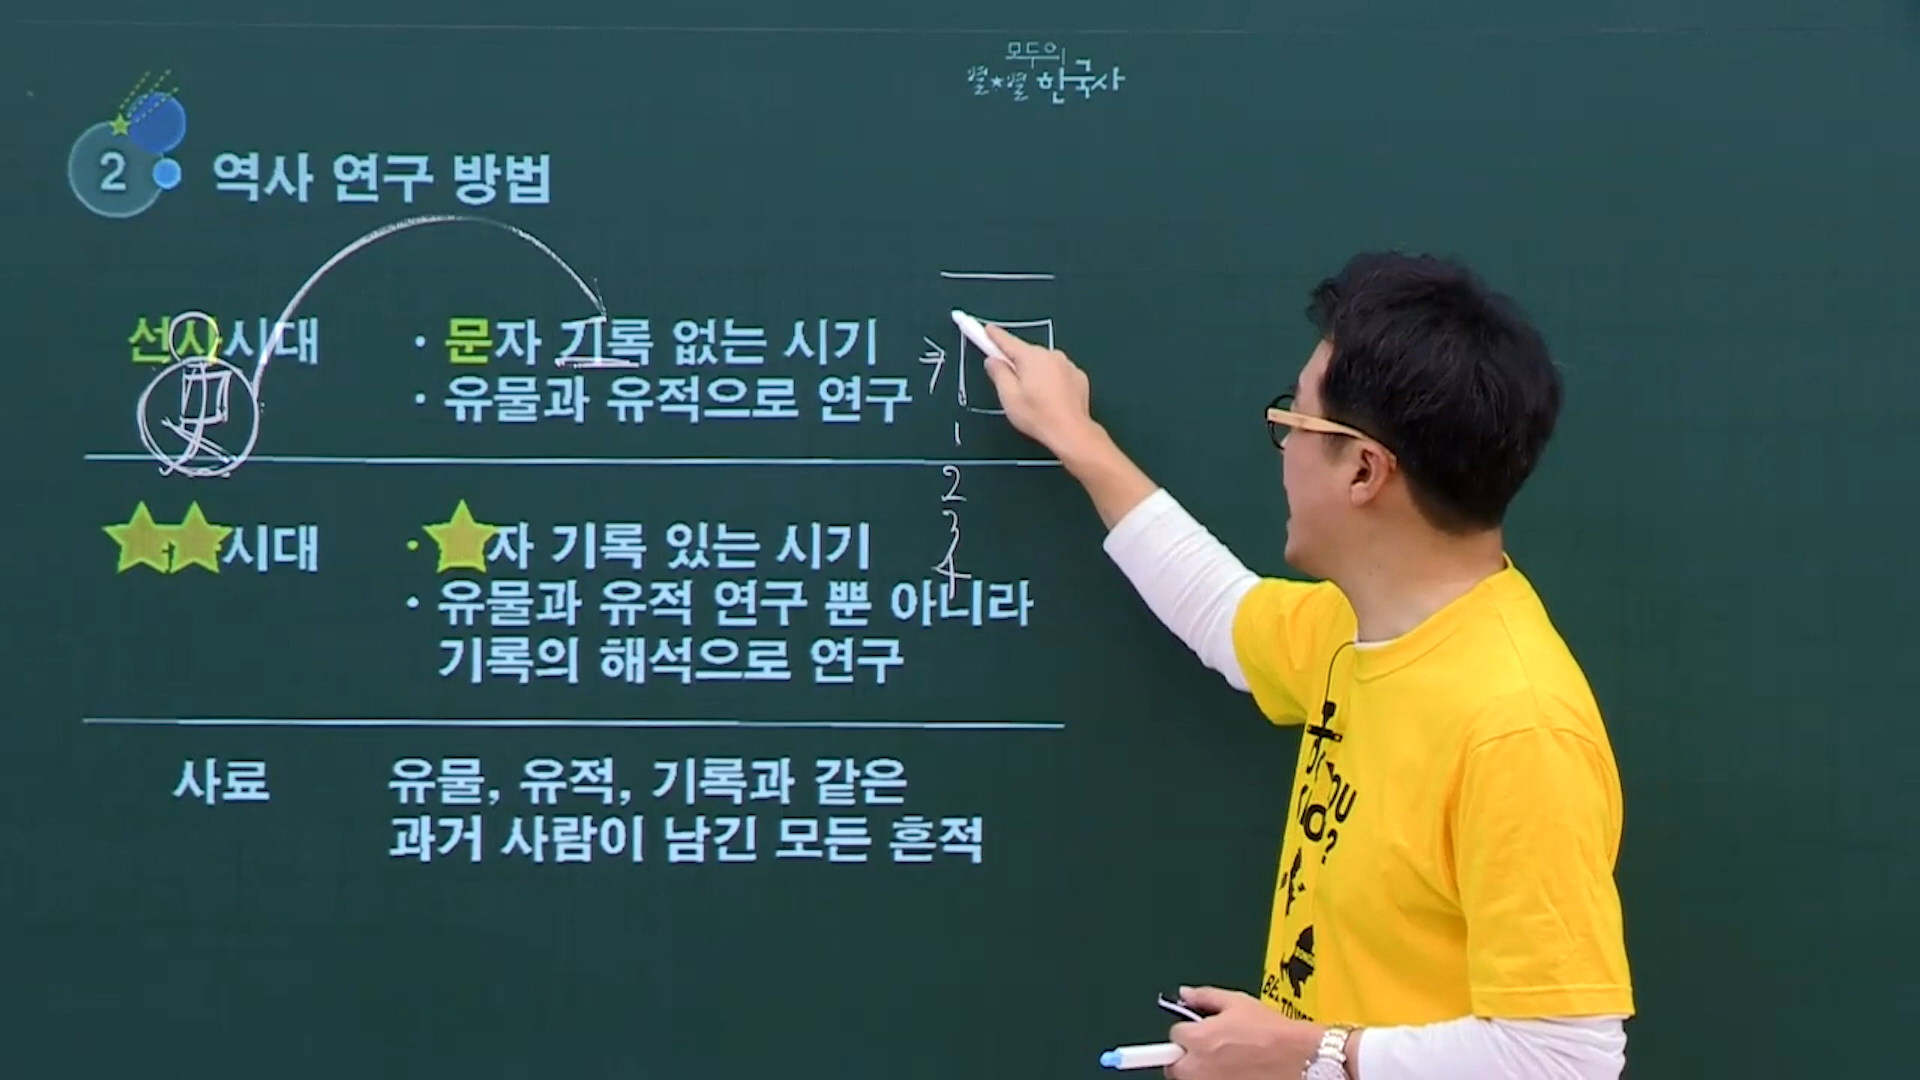 모두의
별★별 한국사
2 역사 연구 방법
선사시대
史
· 문자 기록 없는 시기
· 유물과 유적으로 연구
⇒
1
2
3
4
★★시대
· ★자 기록 있는 시기
· 유물과 유적 연구 뿐 아니라
기록의 해석으로 연구
사료
유물, 유적, 기록과 같은
과거 사람이 남긴 모든 흔적
YOU